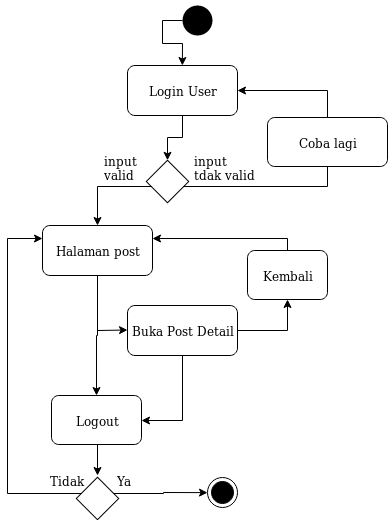 Login User
Coba lagi
input
valid
input
tdak valid
Halaman post
Kembali
Buka Post Detail
Logout
Tidak
Ya